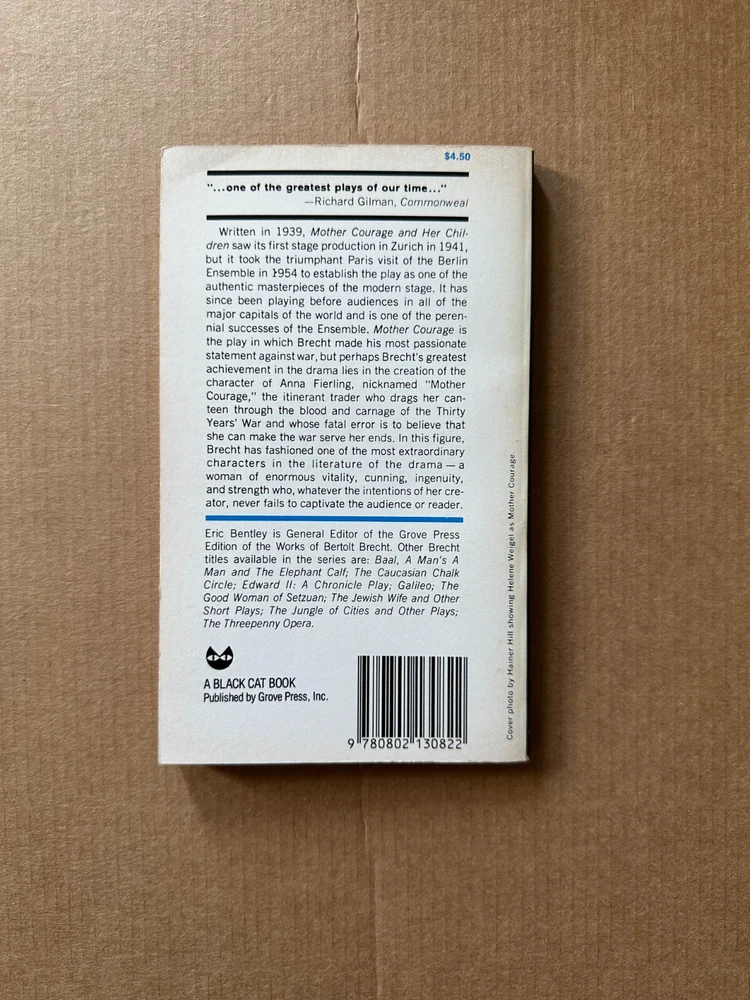 $4.50
"...one of the greatest plays of our time..."
—Richard Gilman, Commonweal
Written in 1939, Mother Courage and Her Chil-
dren saw its first stage production in Zurich in 1941,
but it took the triumphant Paris visit of the Berlin
Ensemble in 1954 to establish the play as one of the
authentic masterpieces of the modern stage. It has
since been playing before audiences in all of the
major capitals of the world and is one of the peren-
nial successes of the Ensemble. Mother Courage is
the play in which Brecht made his most passionate
statement against war, but perhaps Brecht's greatest
achievement in the drama lies in the creation of the
character of Anna Fierling, nicknamed "Mother
Courage," the itinerant trader who drags her can-
teen through the blood and carnage of the Thirty
Years' War and whose fatal error is to believe that
she can make the war serve her ends. In this figure,
Brecht has fashioned one of the most extraordinary
characters in the literature of the drama — a
woman of enormous vitality, cunning, ingenuity,
and strength who, whatever the intentions of her cre-
ator, never fails to captivate the audience or reader.
Eric Bentley is General Editor of the Grove Press
Edition of the Works of Bertolt Brecht. Other Brecht
titles available in the series are: Baal, A Man's A
Man and The Elephant Calf; The Caucasian Chalk
Circle; Edward II: A Chronicle Play; Galileo; The
Good Woman of Setzuan; The Jewish Wife and Other
Short Plays; The Jungle of Cities and Other Plays;
The Threepenny Opera.
A BLACK CAT BOOK
Published by Grove Press, Inc.
9 780802 130822
Cover photo by Hainer Hill showing Helene Weigel as Mother Courage.